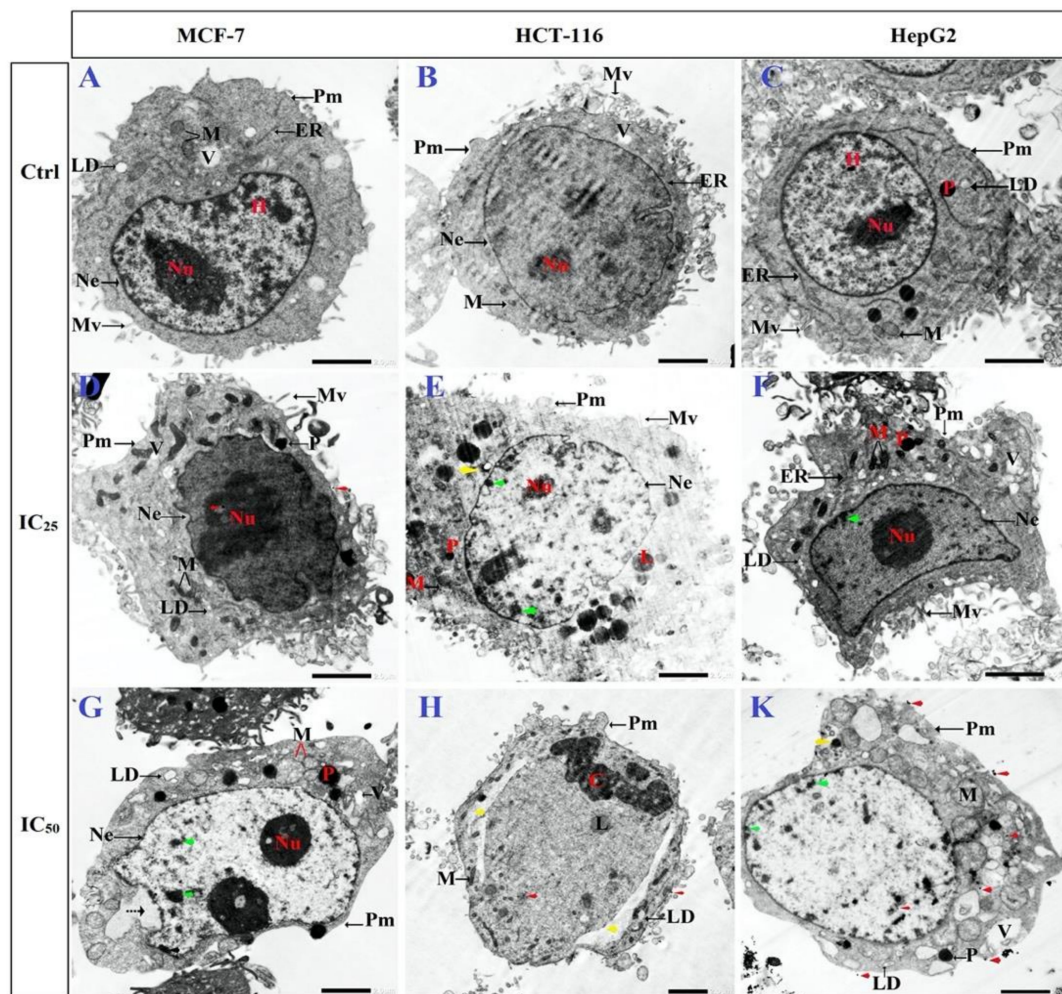 MCF-7 HCT-116 HepG2
Ctrl
A
Pm
M
ER
V
LD
H
Nu
Ne
Mv
B
Mv
V
Pm
ER
Ne
Nu
M
C
H
Pm
P
LD
Nu
ER
Mv
M
IC25
D
Mv
Pm
V
P
Ne
Nu
M
LD
E
Pm
Mv
Nu
Ne
P
L
M
F
M
P
Pm
V
ER
Ne
Nu
LD
Mv
IC50
G
M
LD
P
V
Ne
Nu
Pm
H
Pm
C
L
M
LD
K
Pm
M
V
P
LD